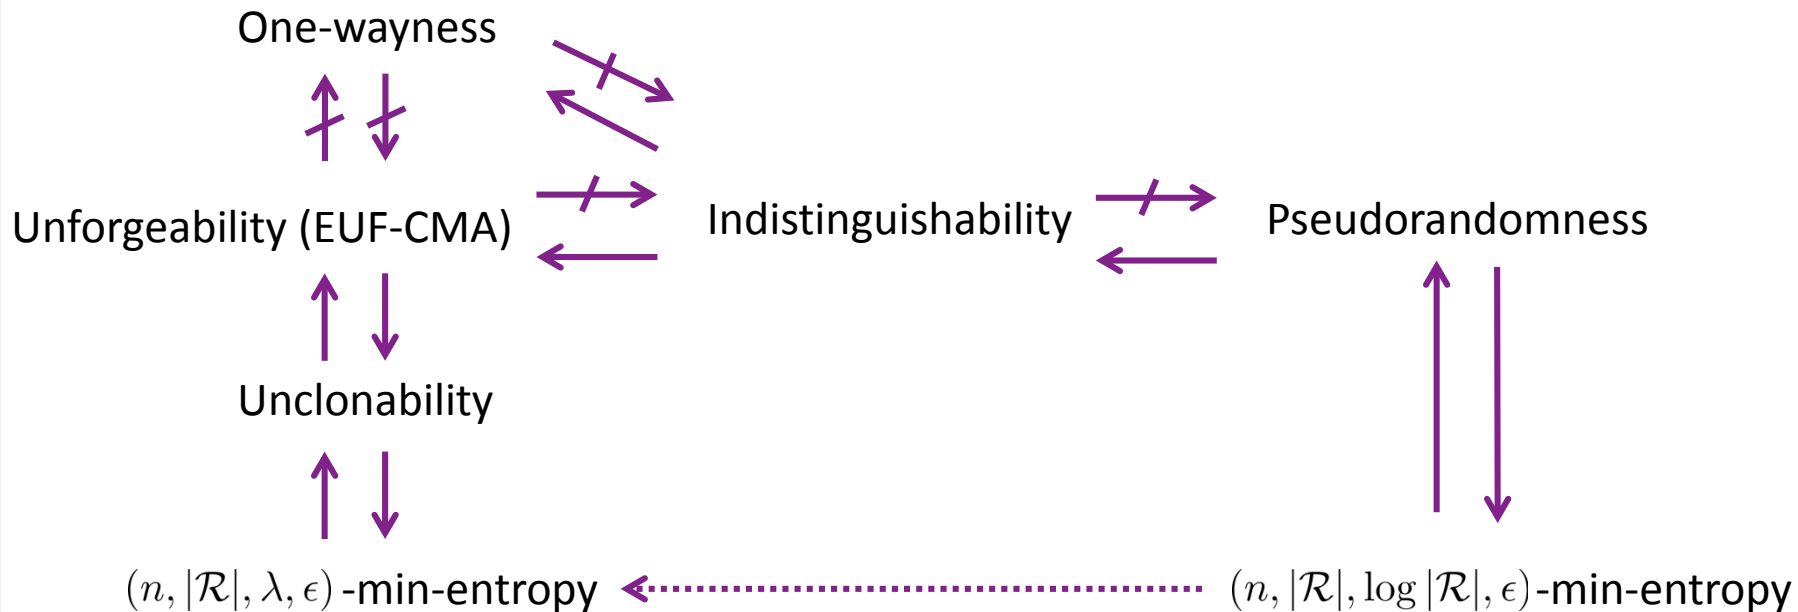 One-wayness
Unforgeability (EUF-CMA)
Indistinguishability
Pseudorandomness
Unclonability
(n, |ℛ|, λ, ϵ)-min-entropy
(n, |ℛ|, log |ℛ|, ϵ)-min-entropy